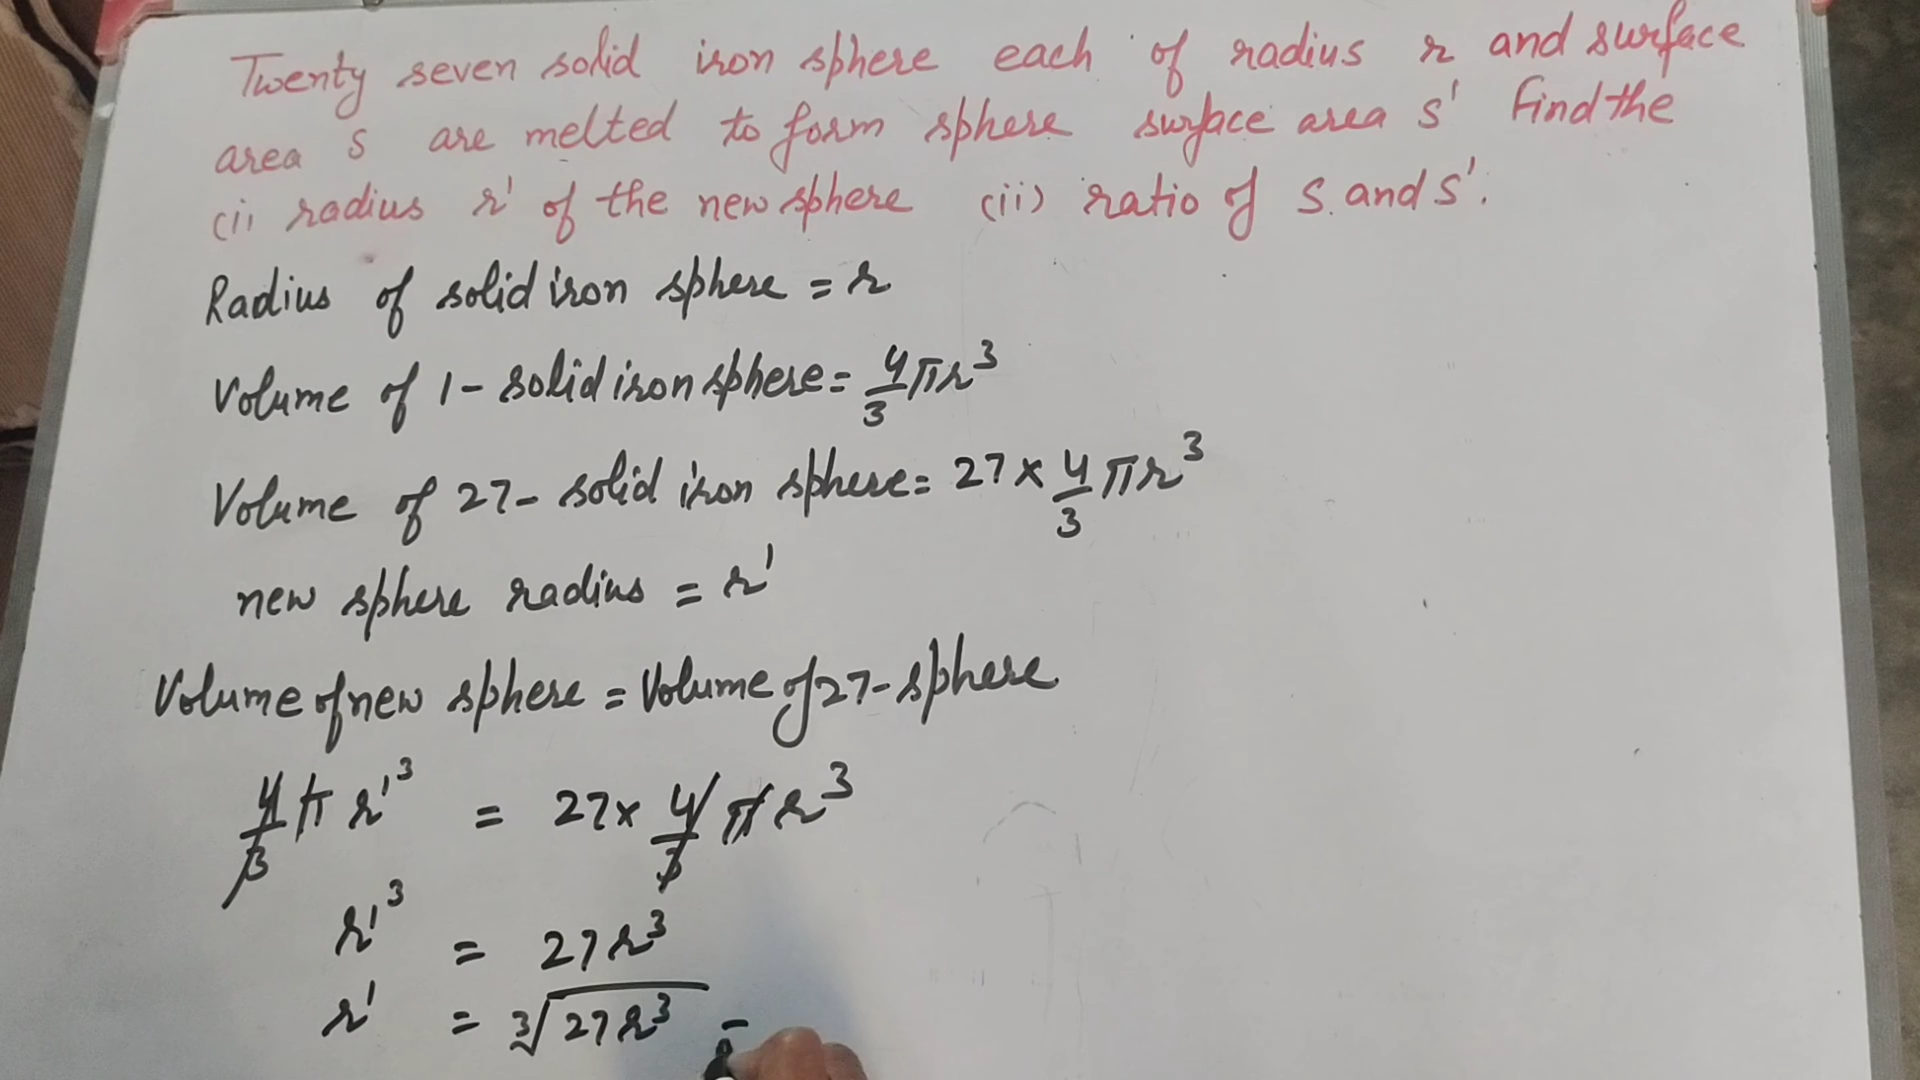 Twenty seven solid iron sphere each of radius r and surface
area S are melted to form sphere surface area S' find the
(i) radius r' of the new sphere (ii) ratio of S and S'.
Radius of solid iron sphere = r
Volume of 1- solid iron sphere = 4/3 πr³
Volume of 27- solid iron sphere = 27 × 4/3 πr³
new sphere radius = r'
Volume of new sphere = Volume of 27- sphere
4/3 π r'³ = 27 × 4/3 π r³
r'³ = 27r³
r' = ³√27r³ =